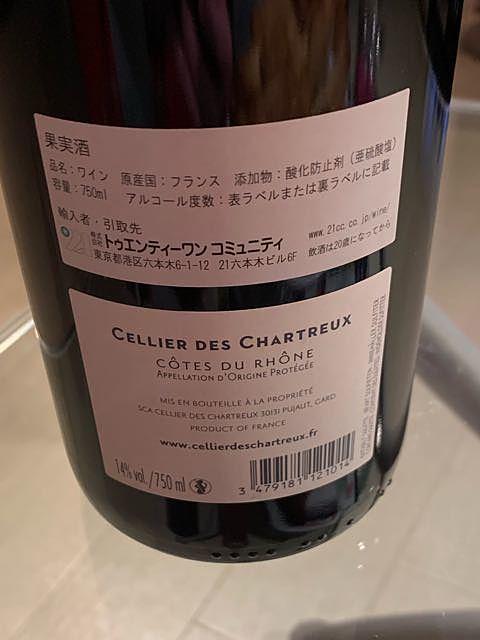 果実酒
品名：ワイン 原産国：フランス 添加物：酸化防止剤（亜硫酸塩）
容量：750ml アルコール度数：表ラベルまたは裏ラベルに記載
輸入者・引取先
株式会社トゥエンティーワン コミュニティ www.21cc.co.jp/wine/
東京都港区六本木6-1-12 21六本木ビル6F 飲酒は20歳になってから
CELLIER DES CHARTREUX
CÔTES DU RHÔNE
APPELLATION D'ORIGINE PROTÉGÉE
MIS EN BOUTEILLE À LA PROPRIÉTÉ
SCA CELLIER DES CHARTREUX 30131 PUJAUT, GARD
PRODUCT OF FRANCE
www.cellierdeschartreux.fr
14% vol. / 750 ml
3 479181 121014